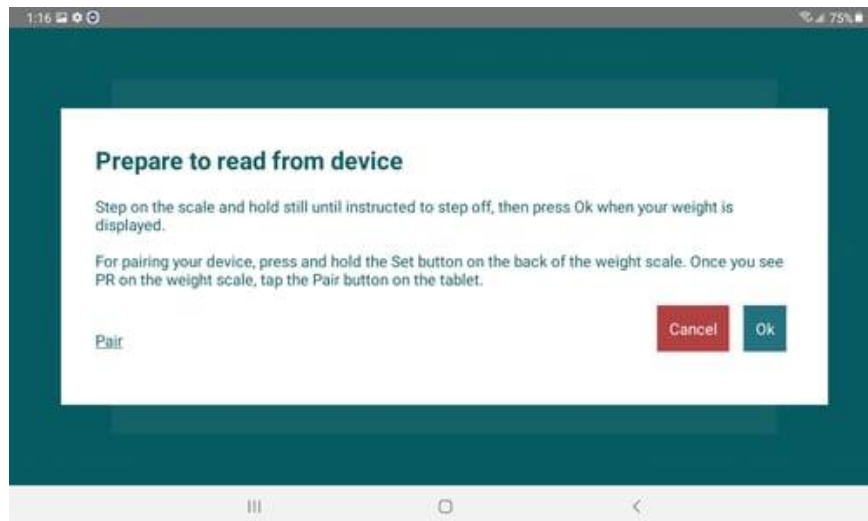 1:16 75%
Prepare to read from device
Step on the scale and hold still until instructed to step off, then press Ok when your weight is
displayed.
For pairing your device, press and hold the Set button on the back of the weight scale. Once you see
PR on the weight scale, tap the Pair button on the tablet.
Pair
Cancel Ok